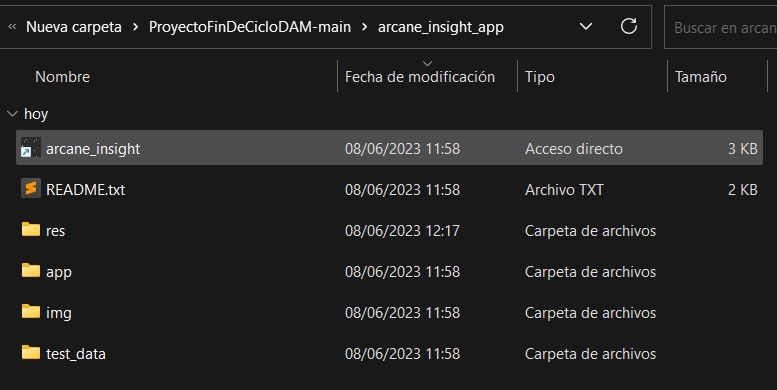 « Nueva carpeta > ProyectoFinDeCicloDAM-main > arcane_insight_app Buscar en arcan
Nombre Fecha de modificación Tipo Tamaño
hoy
arcane_insight 08/06/2023 11:58 Acceso directo 3 KB
README.txt 08/06/2023 11:58 Archivo TXT 2 KB
res 08/06/2023 12:17 Carpeta de archivos
app 08/06/2023 11:58 Carpeta de archivos
img 08/06/2023 11:58 Carpeta de archivos
test_data 08/06/2023 11:58 Carpeta de archivos